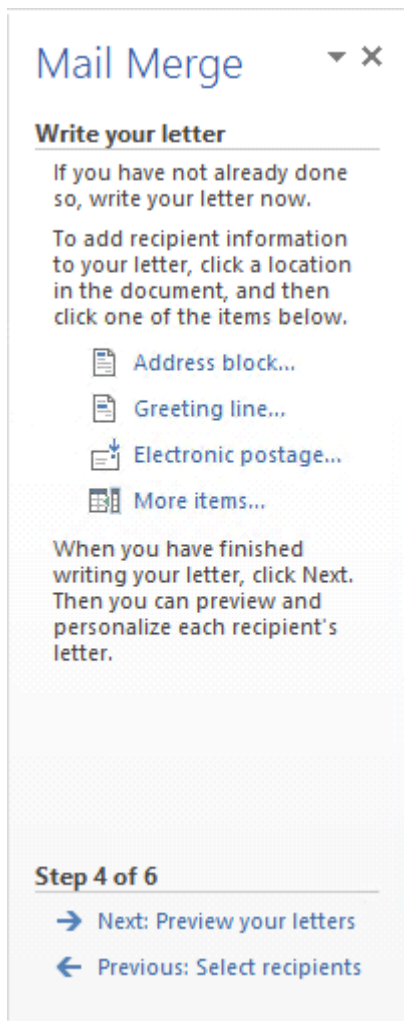 Mail Merge
Write your letter
If you have not already done
so, write your letter now.
To add recipient information
to your letter, click a location
in the document, and then
click one of the items below.
Address block...
Greeting line...
Electronic postage...
More items...
When you have finished
writing your letter, click Next.
Then you can preview and
personalize each recipient's
letter.
Step 4 of 6
Next: Preview your letters
Previous: Select recipients